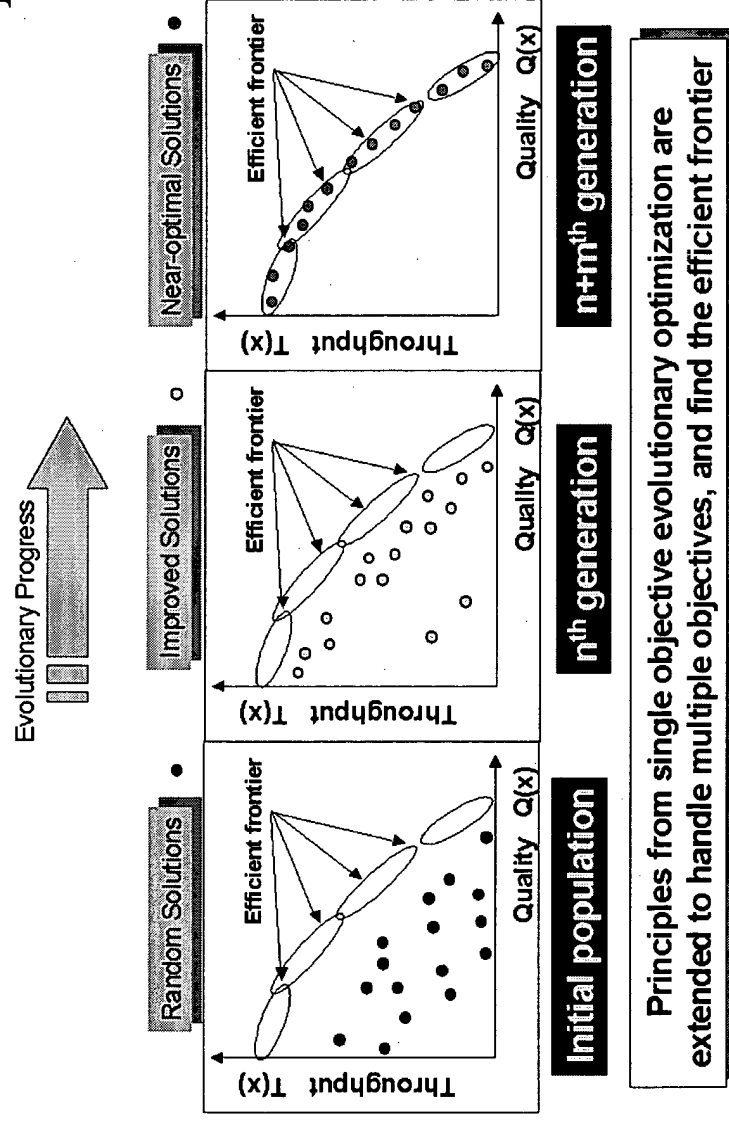 Evolutionary Progress
Random Solutions
Efficient frontier
Throughput T(x)
Quality Q(x)
Initial population
Improved Solutions
Efficient frontier
Throughput T(x)
Quality Q(x)
nth generation
Near-optimal Solutions
Efficient frontier
Throughput T(x)
Quality Q(x)
n+mth generation
Principles from single objective evolutionary optimization are
extended to handle multiple objectives, and find the efficient frontier